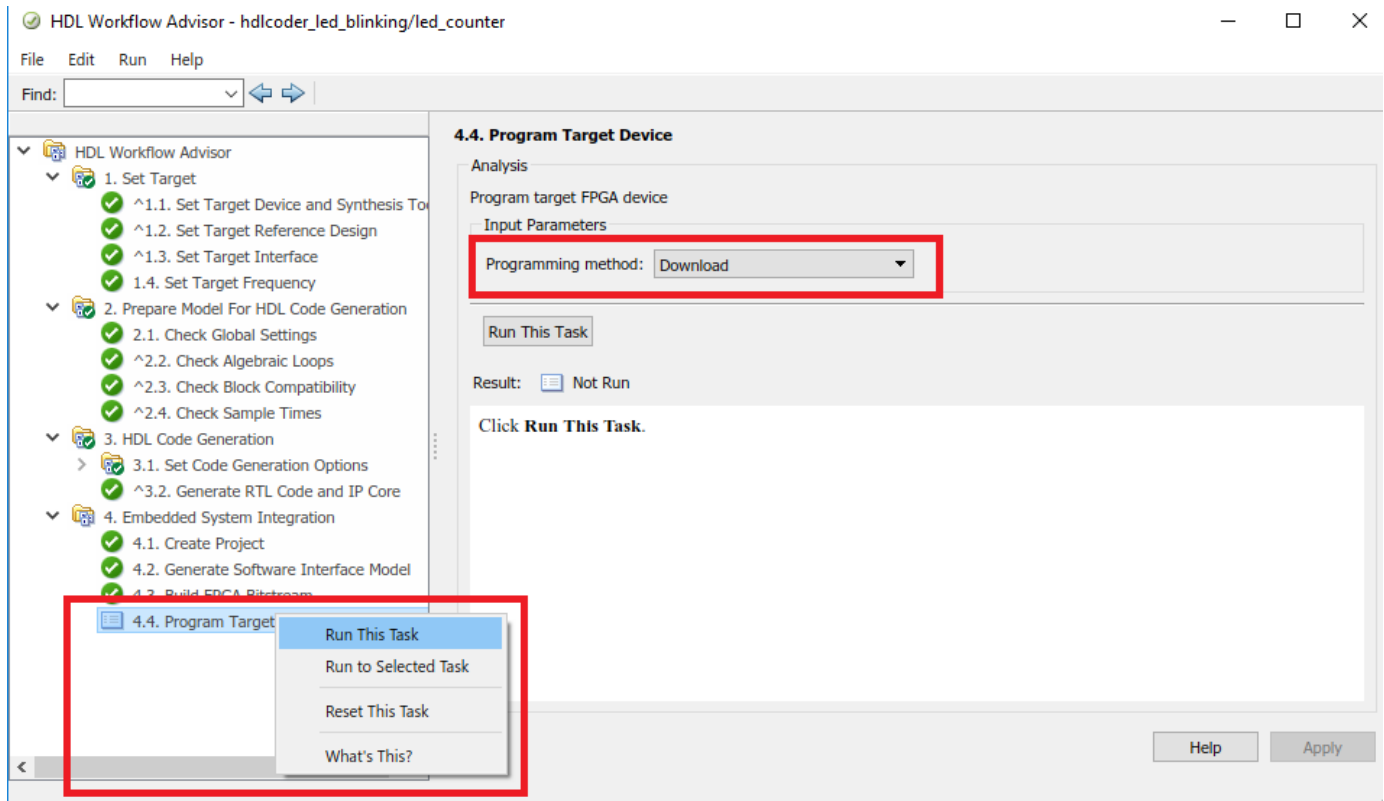 HDL Workflow Advisor - hdlcoder_led_blinking/led_counter
File Edit Run Help
Find:
HDL Workflow Advisor
1. Set Target
^1.1. Set Target Device and Synthesis To
^1.2. Set Target Reference Design
^1.3. Set Target Interface
1.4. Set Target Frequency
2. Prepare Model For HDL Code Generation
2.1. Check Global Settings
^2.2. Check Algebraic Loops
^2.3. Check Block Compatibility
^2.4. Check Sample Times
3. HDL Code Generation
3.1. Set Code Generation Options
^3.2. Generate RTL Code and IP Core
4. Embedded System Integration
4.1. Create Project
4.2. Generate Software Interface Model
4.3. Build FPGA Bitstream
4.4. Program Target
Run This Task
Run to Selected Task
Reset This Task
What's This?
4.4. Program Target Device
Analysis
Program target FPGA device
Input Parameters
Programming method: Download
Run This Task
Result: Not Run
Click Run This Task.
Help Apply